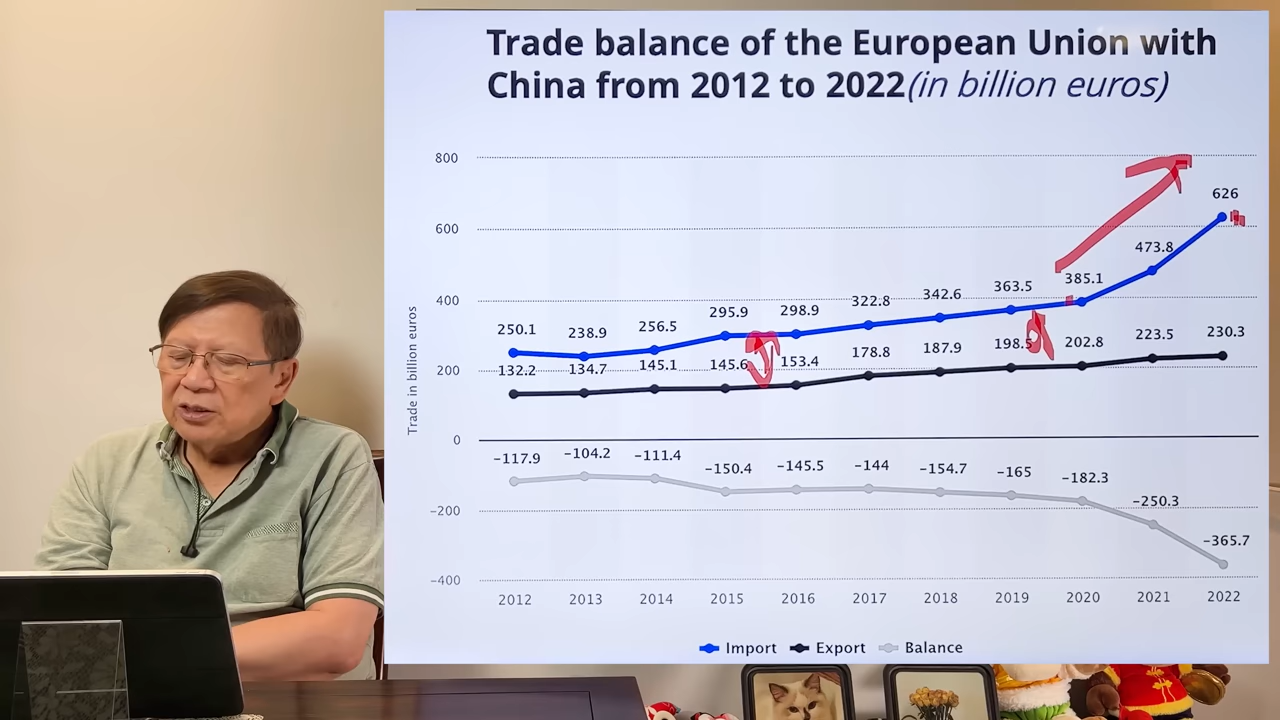 Trade balance of the European Union with
China from 2012 to 2022 (in billion euros)
Trade in billion euros
800
600
400
200
0
−200
−400
250.1 238.9 256.5 295.9 298.9 322.8 342.6 363.5 385.1 473.8 626
132.2 134.7 145.1 145.6 153.4 178.8 187.9 198.5 202.8 223.5 230.3
−117.9 −104.2 −111.4 −150.4 −145.5 −144 −154.7 −165 −182.3 −250.3 −365.7
2012 2013 2014 2015 2016 2017 2018 2019 2020 2021 2022
Import Export Balance